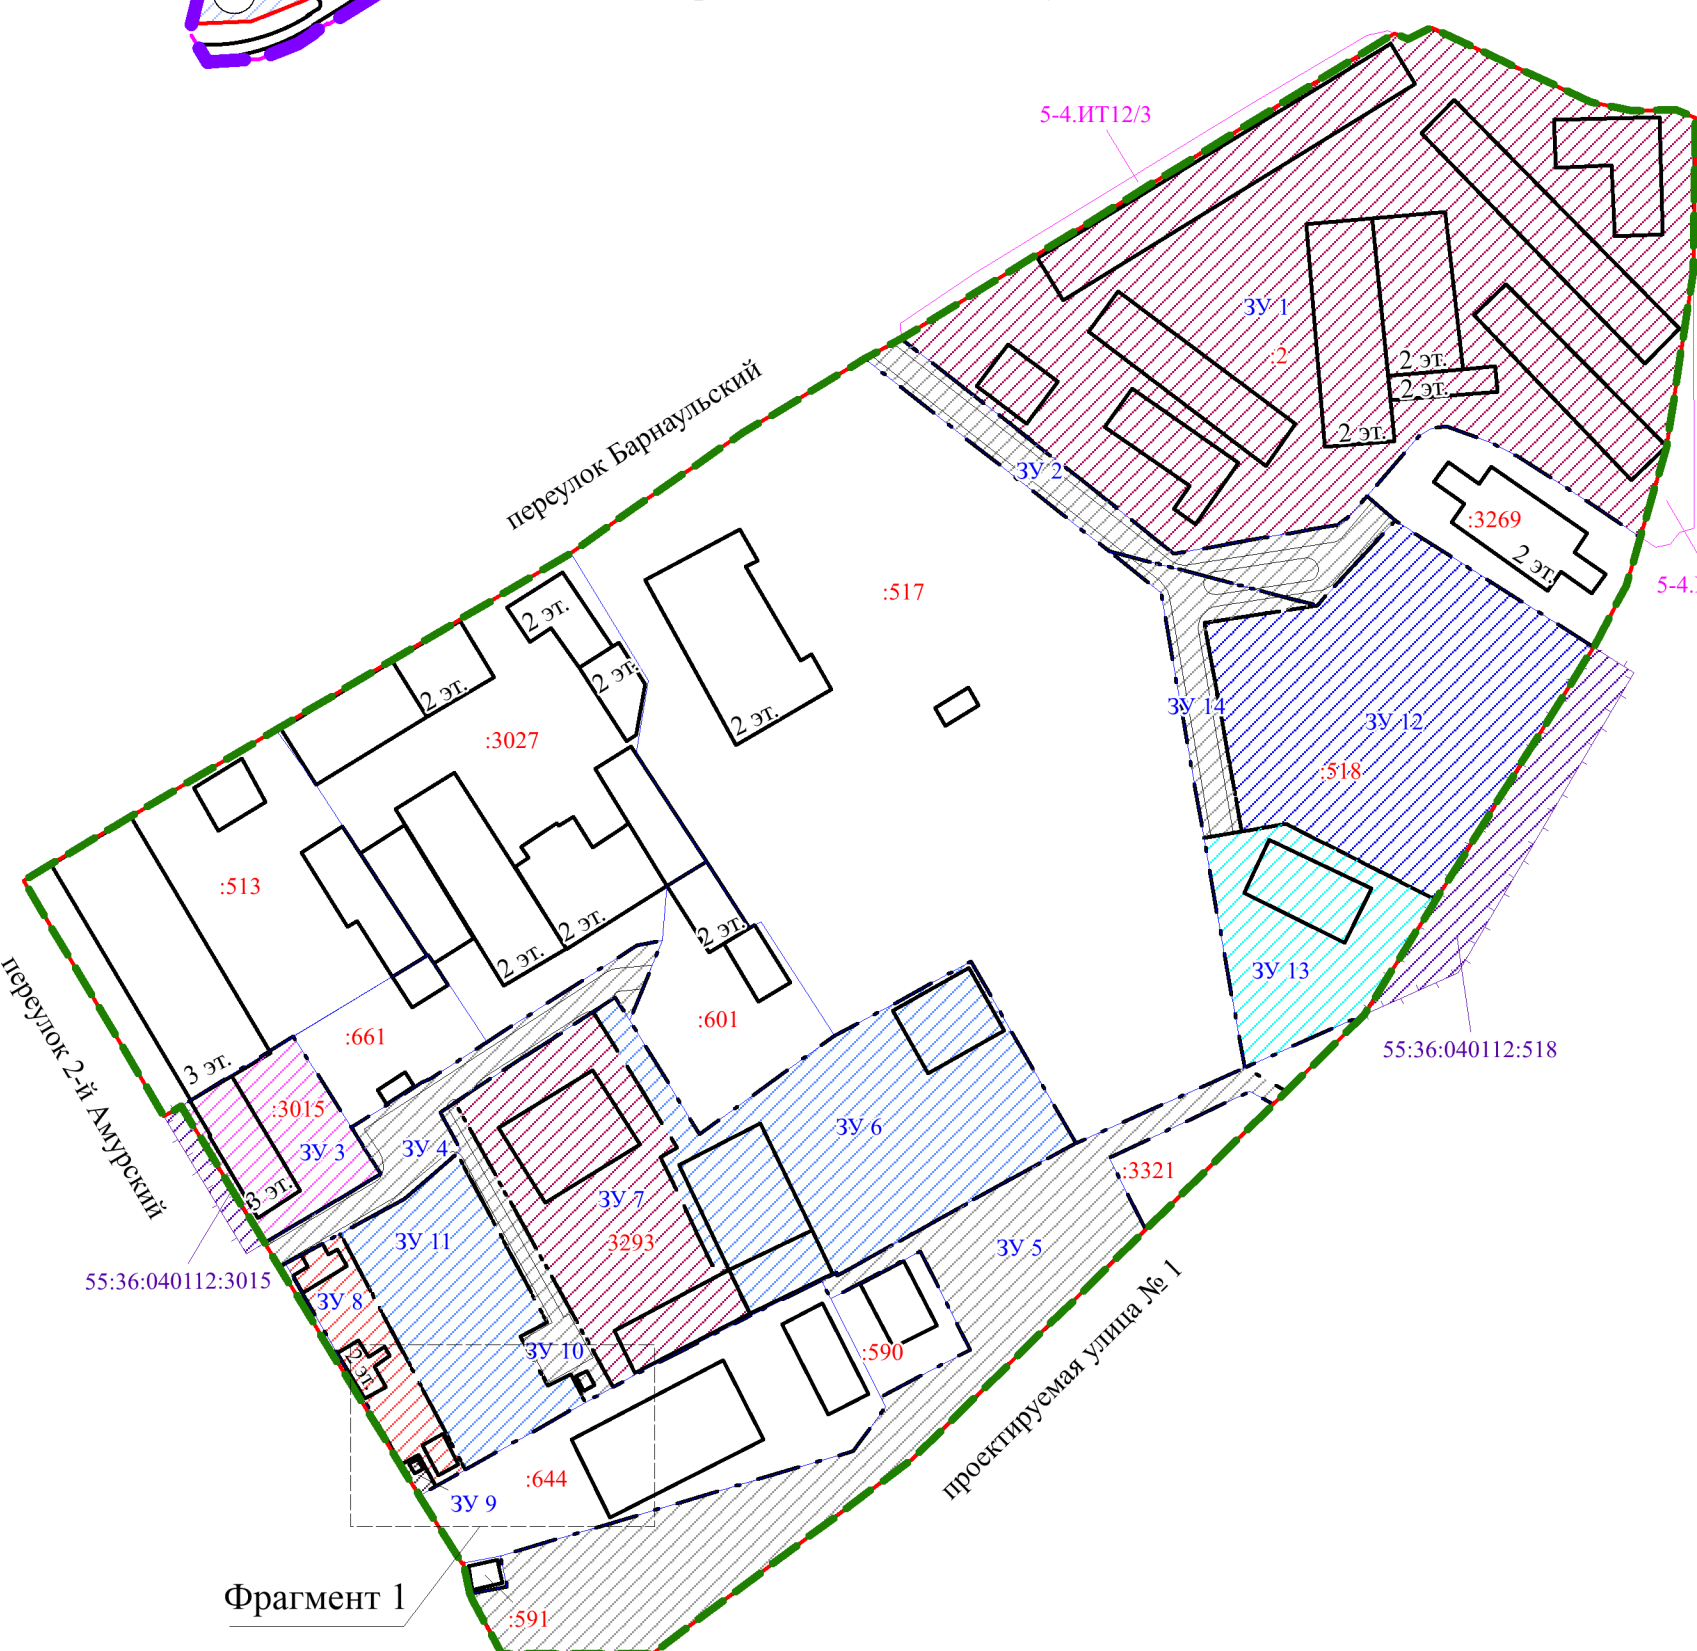 5-4.ИТ12/3
ЗУ 1
:2
2 эт.
2 эт.
2 эт.
переулок Барнаульский
ЗУ 2
:3269
2 эт.
:517
5-4.
2 эт.
2 эт.
2 эт.
2 эт.
:3027
ЗУ 14
ЗУ 12
:518
:513
2 эт.
2 эт.
2 эт.
ЗУ 13
:601
:661
55:36:040112:518
переулок 2-й Амурский
3 эт.
:3015
ЗУ 3
ЗУ 4
ЗУ 6
:3321
3 эт.
ЗУ 7
3293
ЗУ 11
ЗУ 5
55:36:040112:3015
ЗУ 8
2 эт.
ЗУ 10
:590
проектируемая улица № 1
:644
ЗУ 9
Фрагмент 1
:591